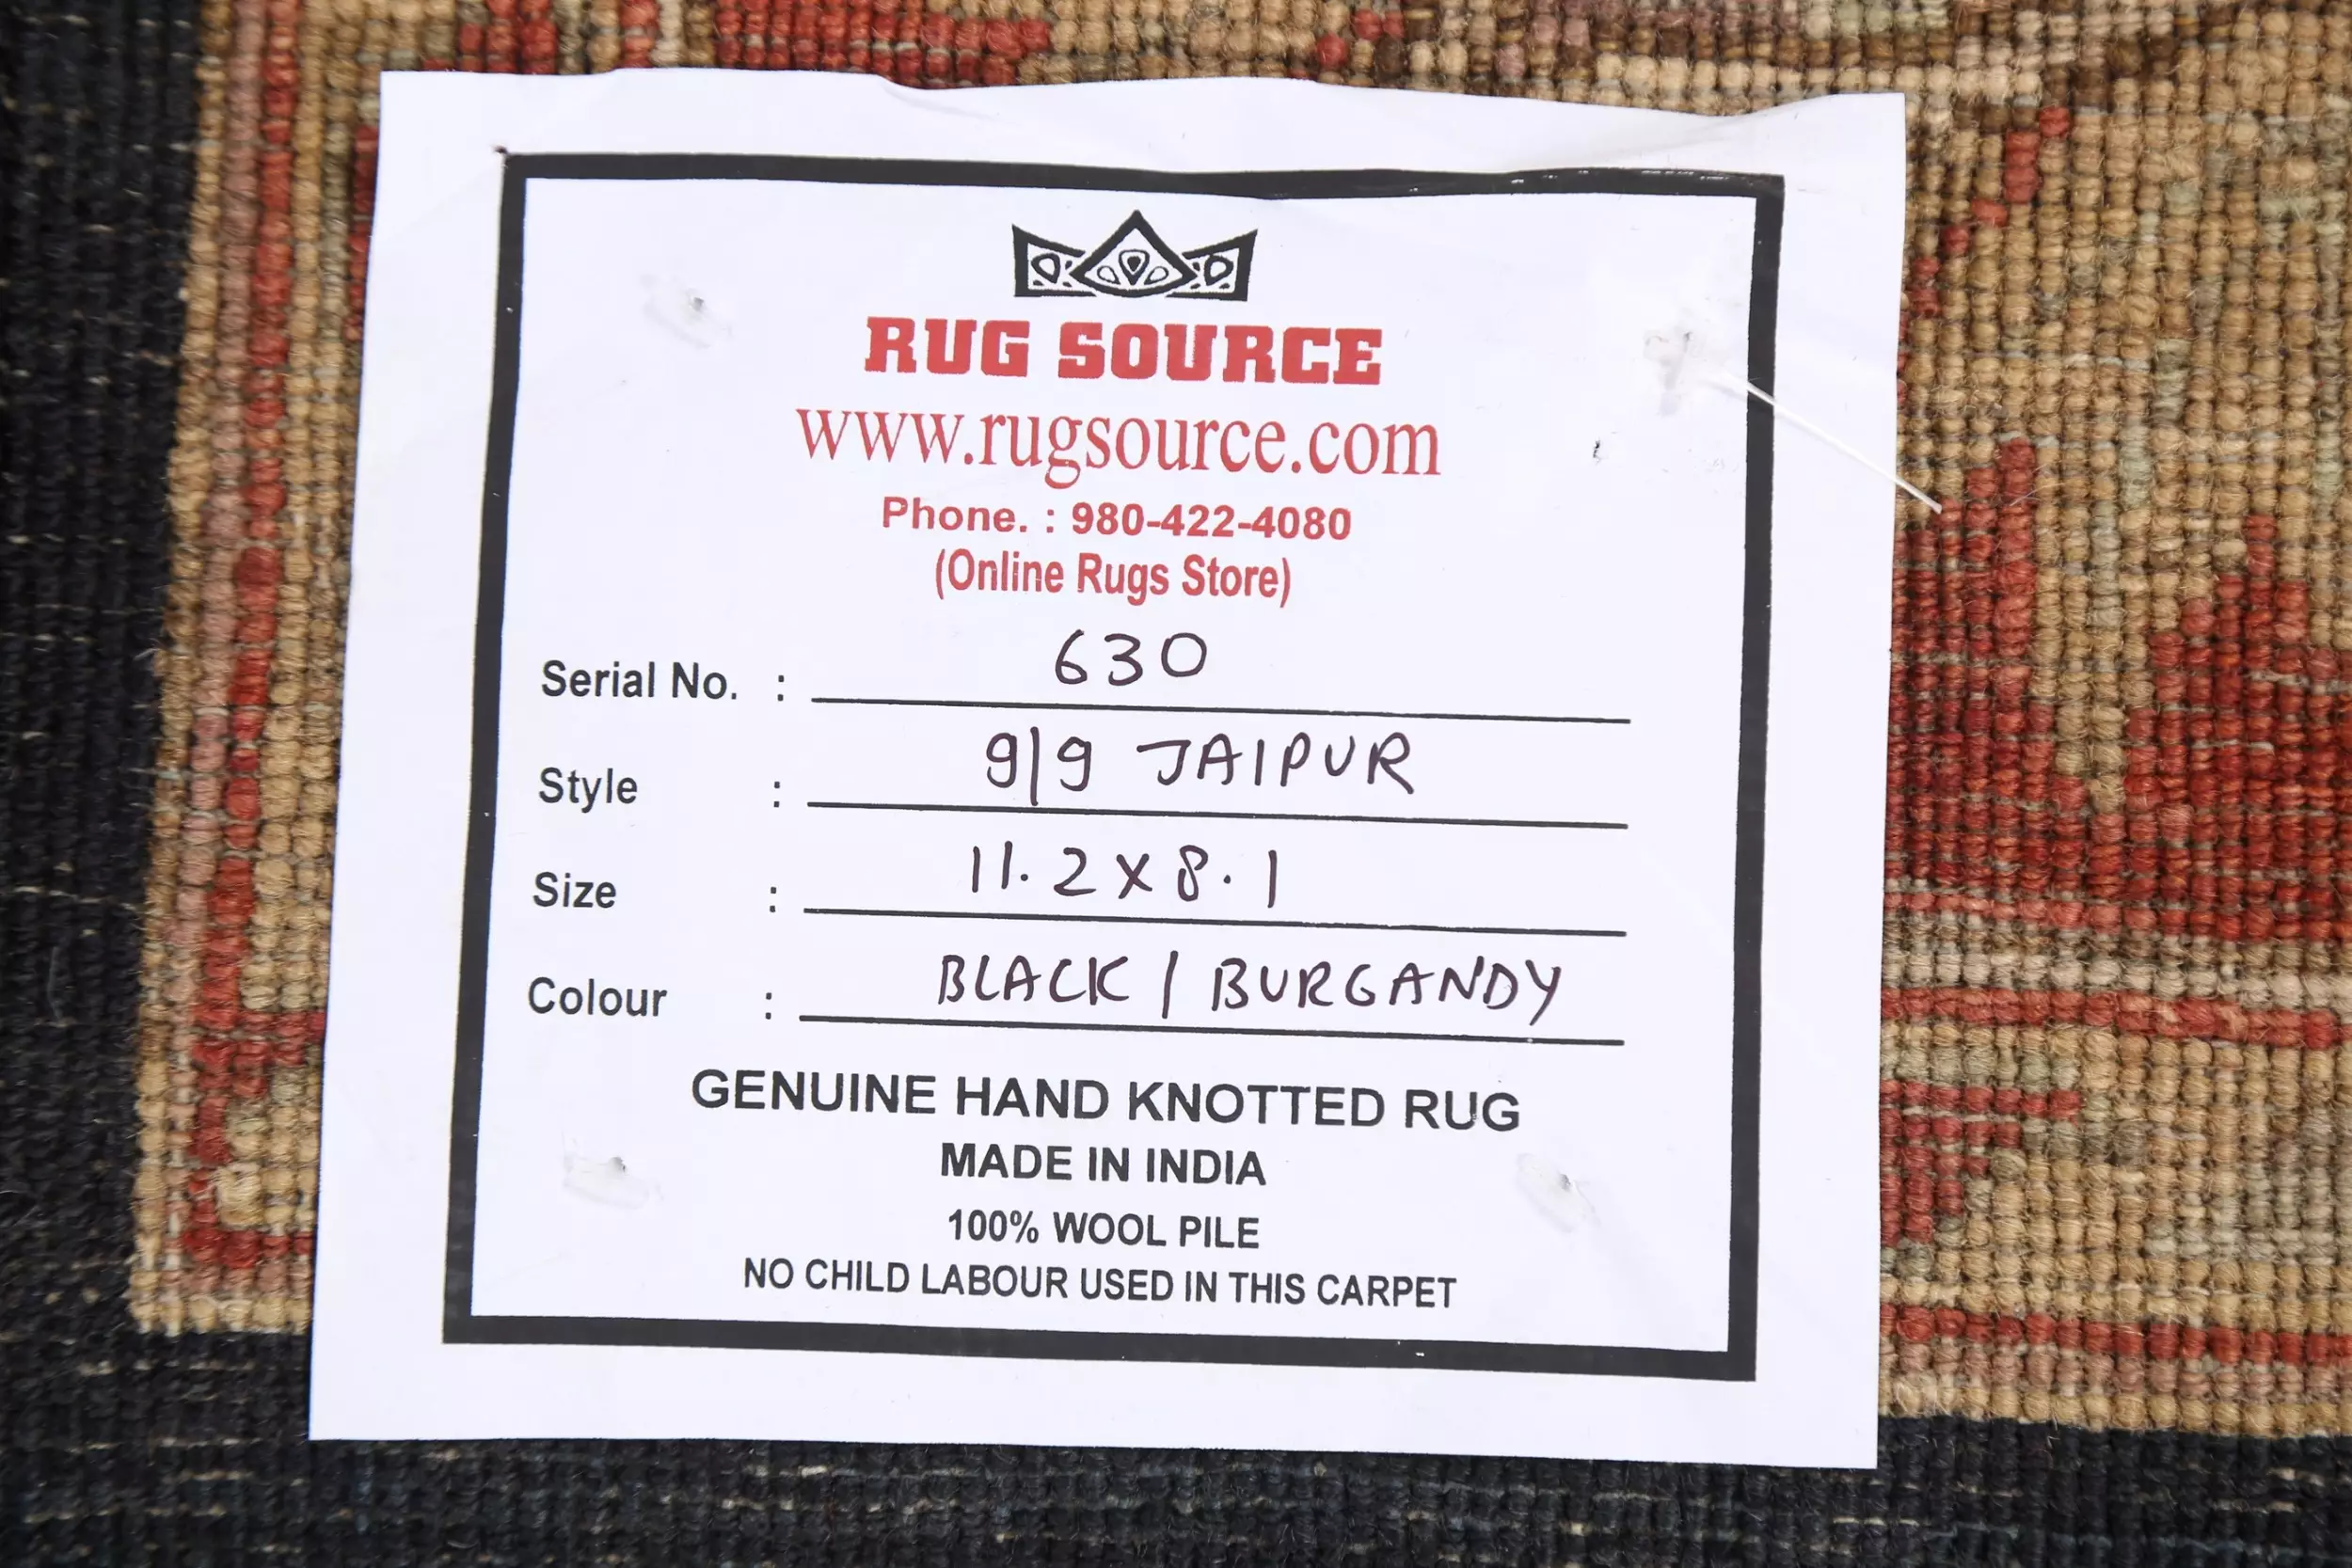 RUG SOURCE
www.rugsource.com
Phone. : 980-422-4080
(Online Rugs Store)
Serial No. : 630
Style : 9/9 JAIPUR
Size : 11.2 x 8.1
Colour : BLACK / BURGANDY
GENUINE HAND KNOTTED RUG
MADE IN INDIA
100% WOOL PILE
NO CHILD LABOUR USED IN THIS CARPET